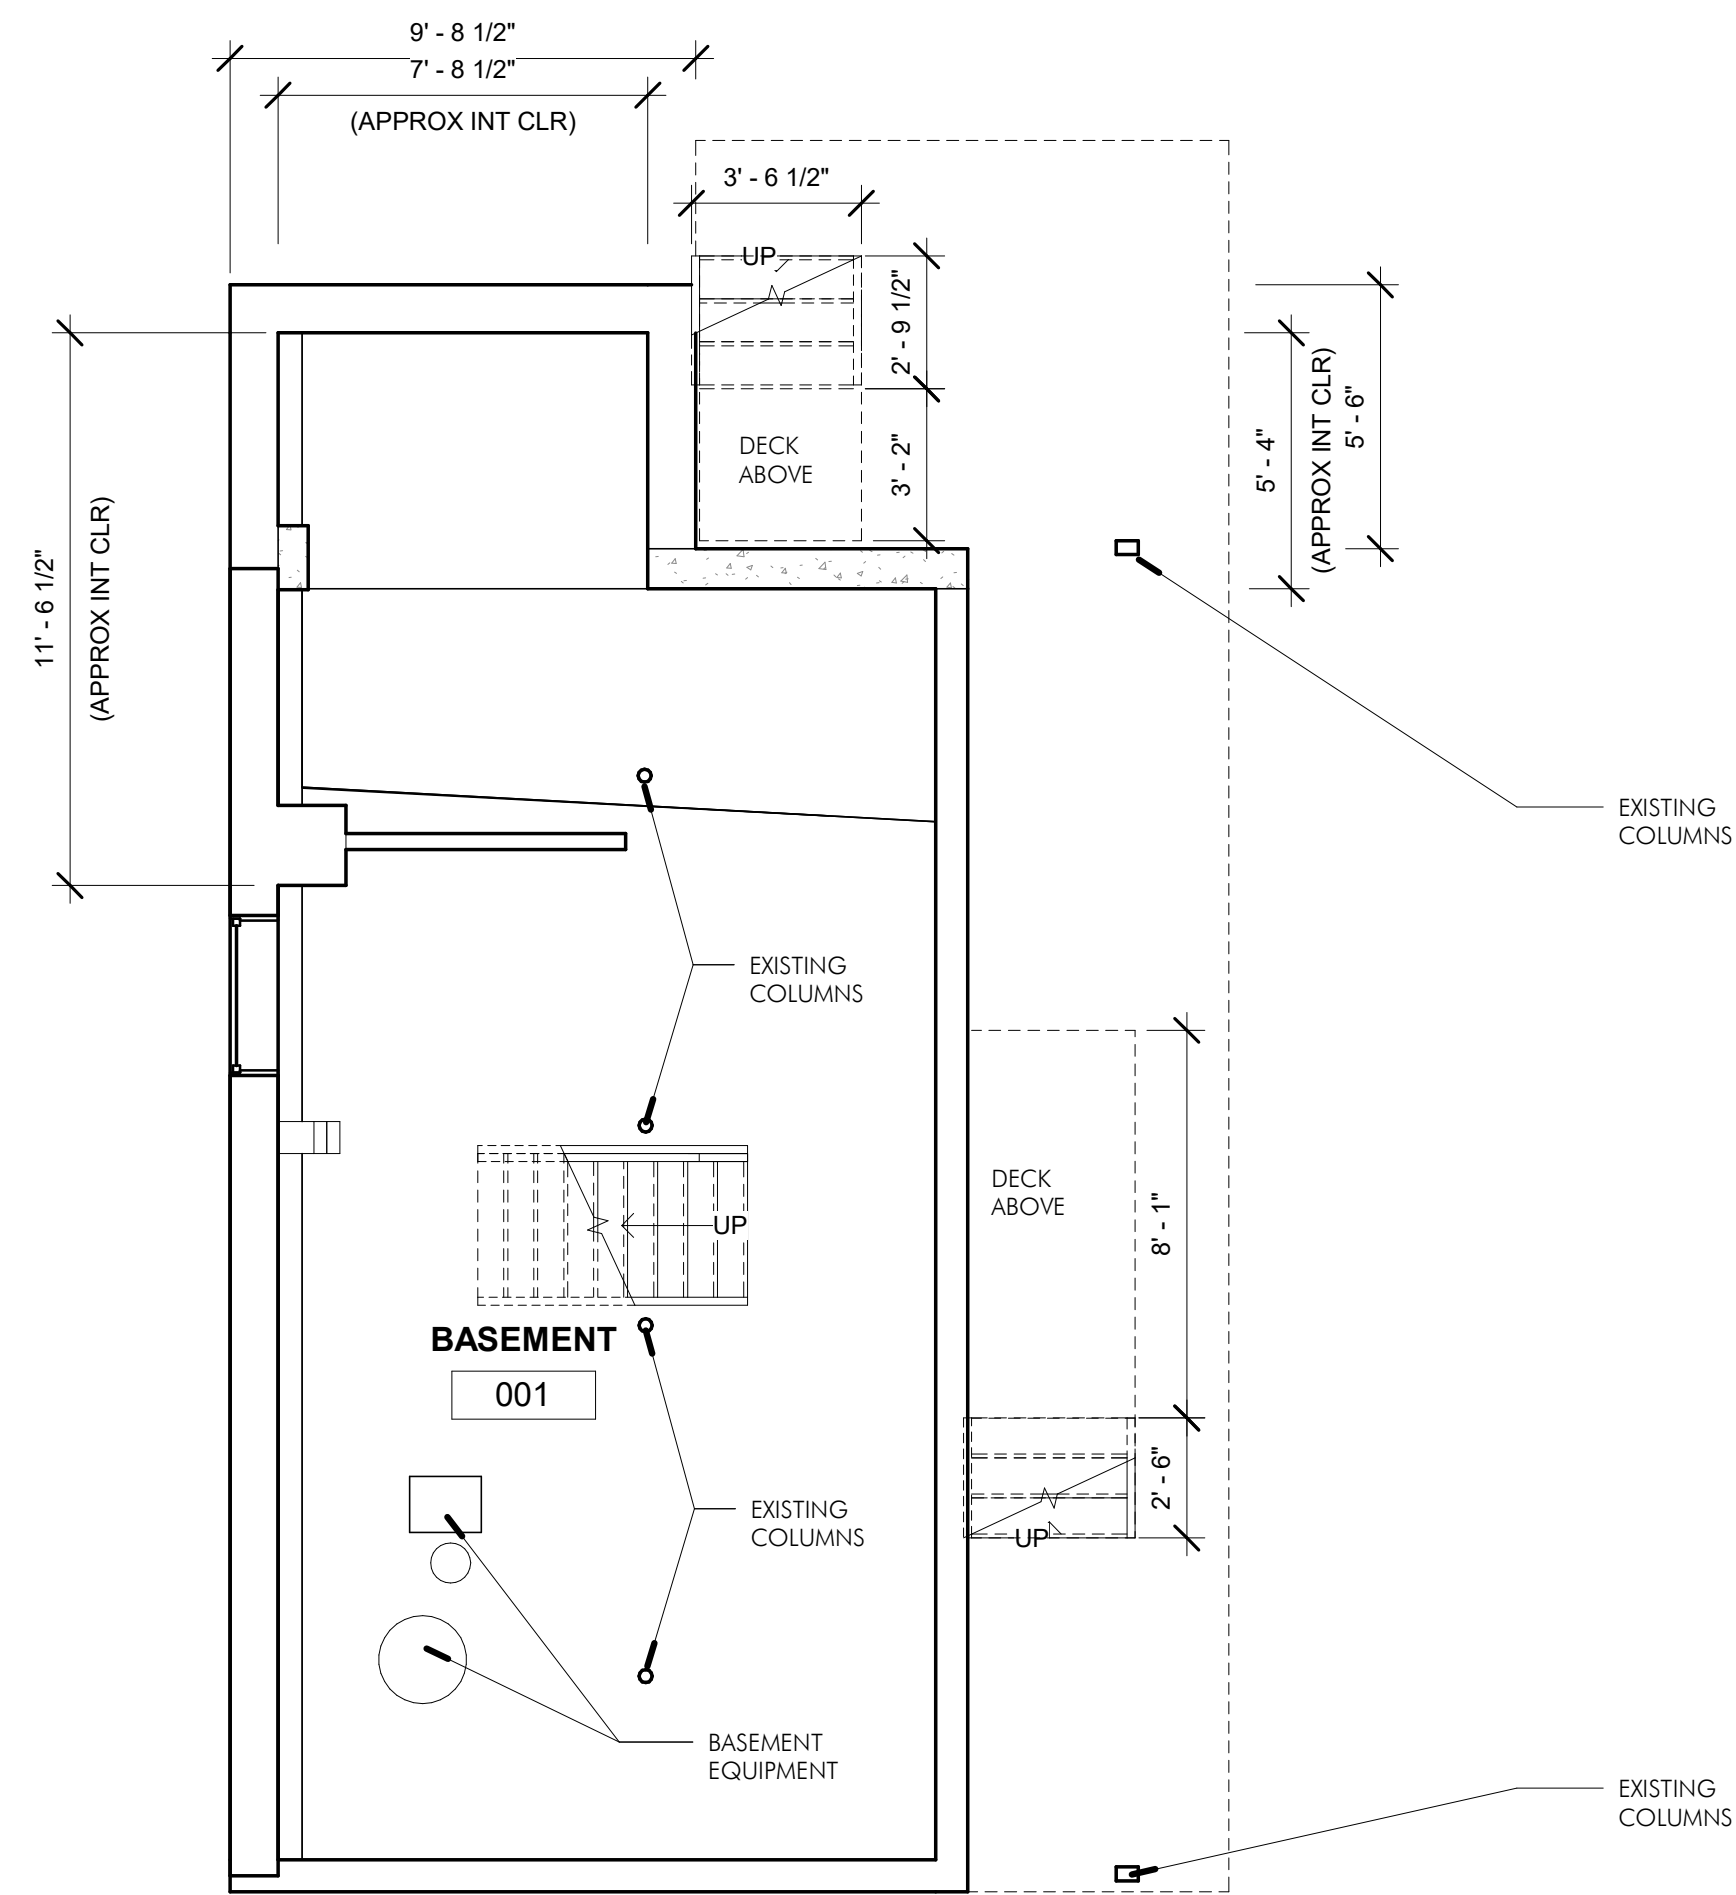 9' - 8 1/2"
7' - 8 1/2"
(APPROX INT CLR)
3' - 6 1/2"
UP
2' - 9 1/2"
DECK
ABOVE
3' - 2"
5' - 4"
(APPROX INT CLR)
5' - 6"
11' - 6 1/2"
(APPROX INT CLR)
EXISTING
COLUMNS
EXISTING
COLUMNS
DECK
ABOVE
8' - 1"
UP
BASEMENT
001
2' - 6"
UP
EXISTING
COLUMNS
BASEMENT
EQUIPMENT
EXISTING
COLUMNS